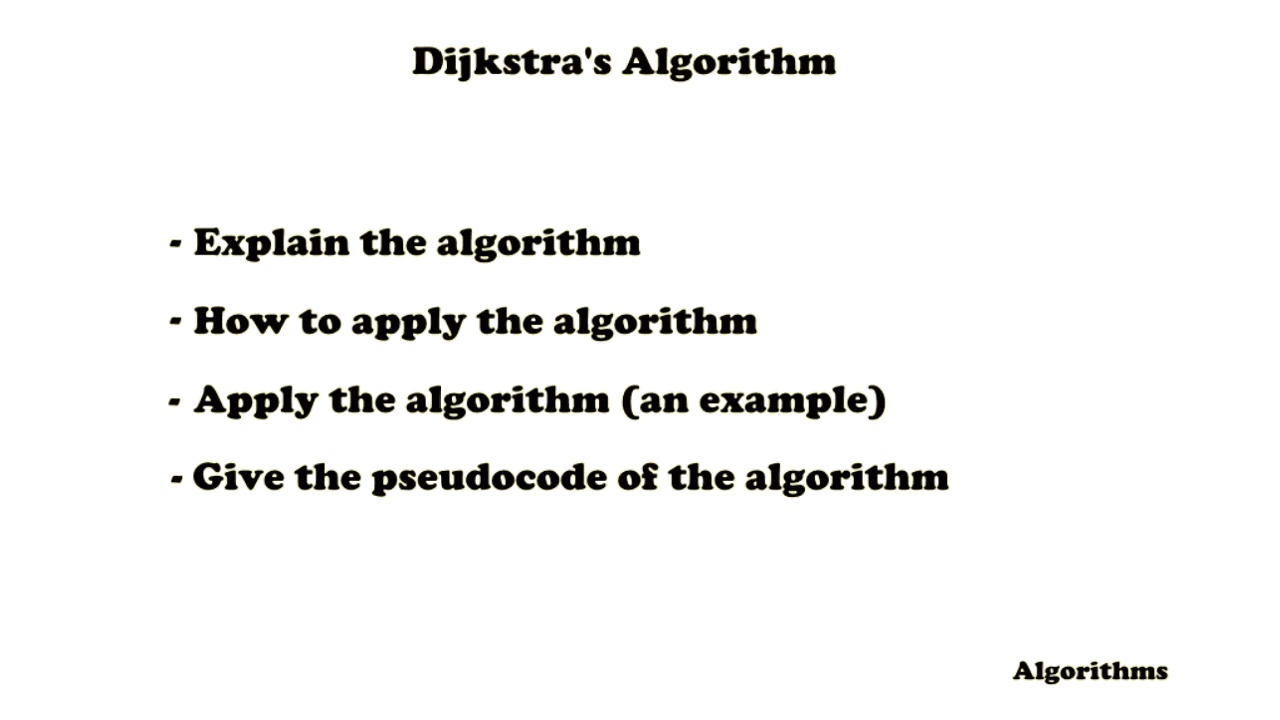 Dijkstra's Algorithm
- Explain the algorithm
- How to apply the algorithm
- Apply the algorithm (an example)
- Give the pseudocode of the algorithm
Algorithms